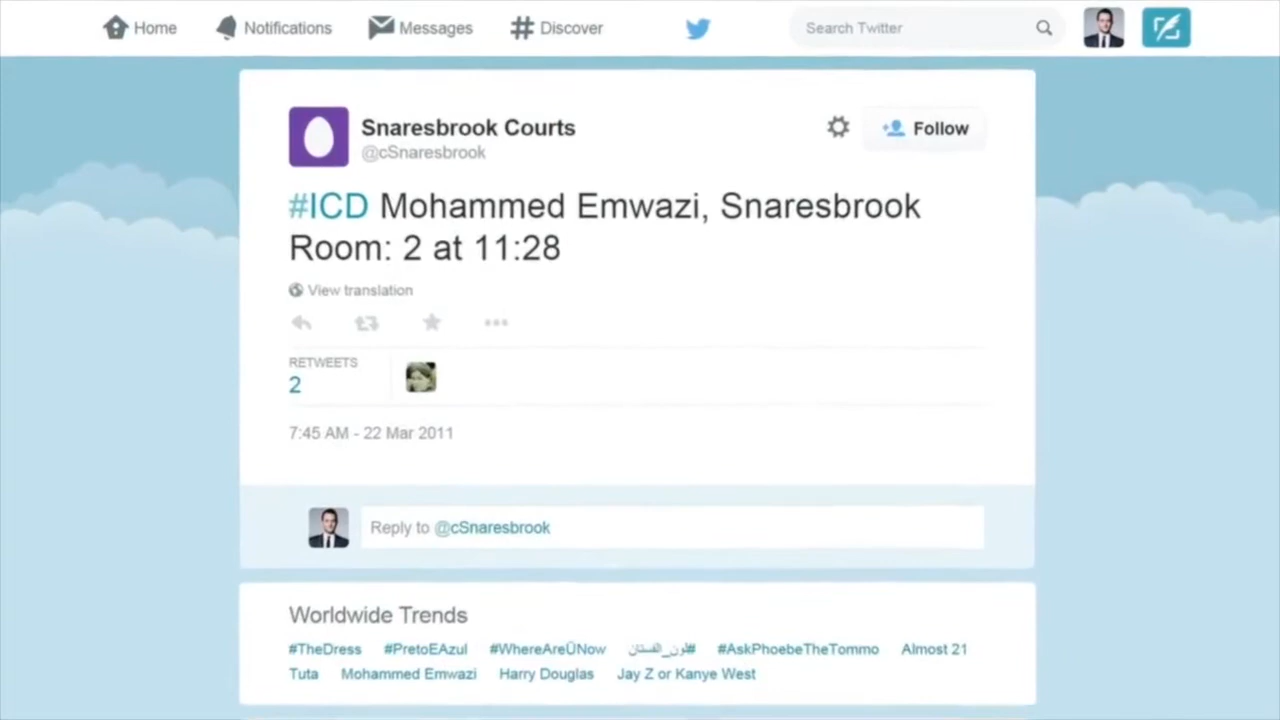 Home Notifications Messages # Discover Search Twitter
Snaresbrook Courts
@cSnaresbrook
Follow
#ICD Mohammed Emwazi, Snaresbrook
Room: 2 at 11:28
View translation
RETWEETS
2
7:45 AM - 22 Mar 2011
Reply to @cSnaresbrook
Worldwide Trends
#TheDress #PretoEAzul #WhereAreÜNow #لون_الفستان #AskPhoebeTheTommo Almost 21
Tuta Mohammed Emwazi Harry Douglas Jay Z or Kanye West